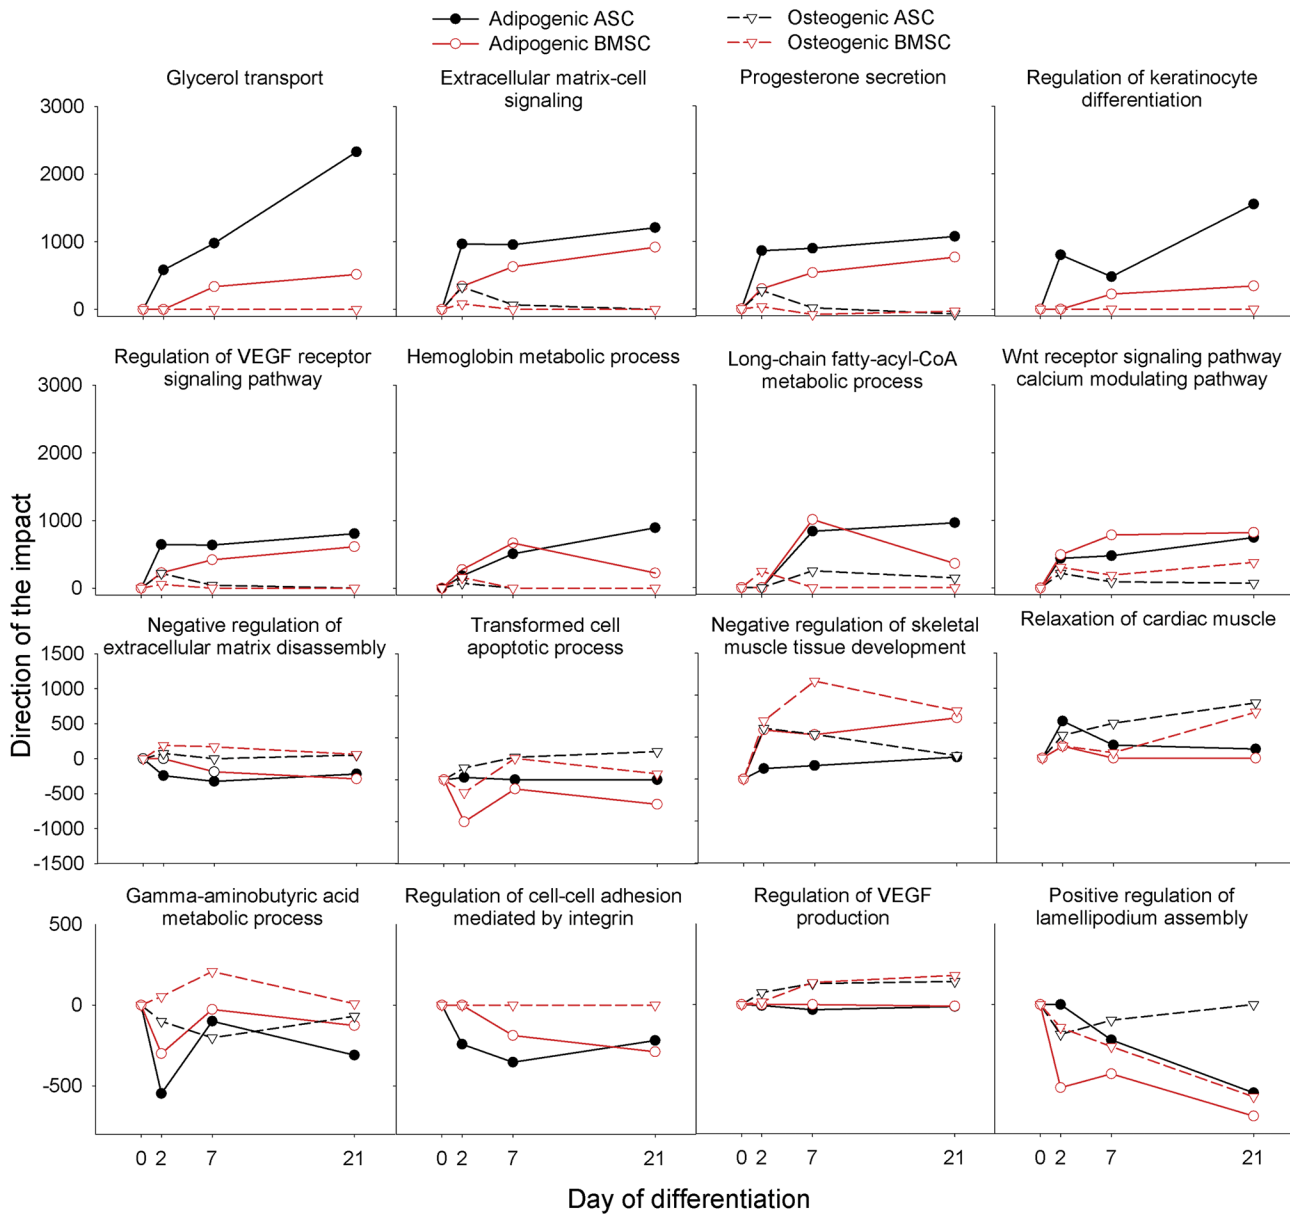 Adipogenic ASC
Osteogenic ASC
Adipogenic BMSC
Osteogenic BMSC
Glycerol transport
Extracellular matrix-cell
signaling
Progesterone secretion
Regulation of keratinocyte
differentiation
3000
2000
1000
0
Regulation of VEGF receptor
signaling pathway
Hemoglobin metabolic process
Long-chain fatty-acyl-CoA
metabolic process
Wnt receptor signaling pathway
calcium modulating pathway
3000
2000
1000
0
Direction of the impact
Negative regulation of
extracellular matrix disassembly
Transformed cell
apoptotic process
Negative regulation of skeletal
muscle tissue development
Relaxation of cardiac muscle
1500
1000
500
0
-500
-1000
-1500
Gamma-aminobutyric acid
metabolic process
Regulation of cell-cell adhesion
mediated by integrin
Regulation of VEGF
production
Positive regulation of
lamellipodium assembly
500
0
-500
0 2 7 21
0 2 7 21
0 2 7 21
0 2 7 21
Day of differentiation